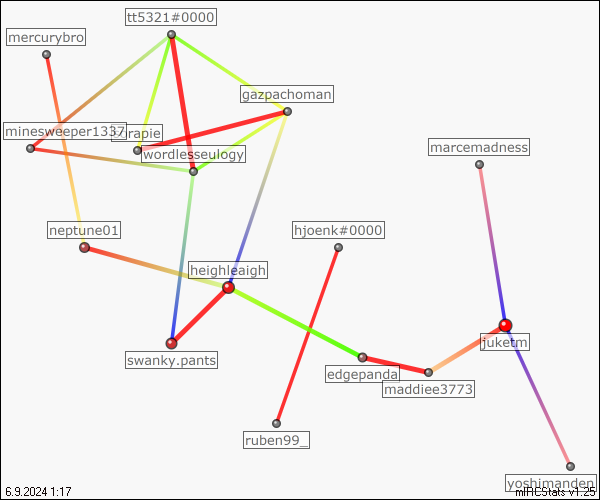 tt5321#0000
mercurybro
gazpachoman
minesweeper1337
rapie
wordlesseulogy
marcemadness
neptune01
hjoenk#0000
heighleaigh
juketm
swanky.pants
edgepanda
maddiee3773
ruben99_
yoshimanden
6.9.2024 1:17
mIRCStats v1.25